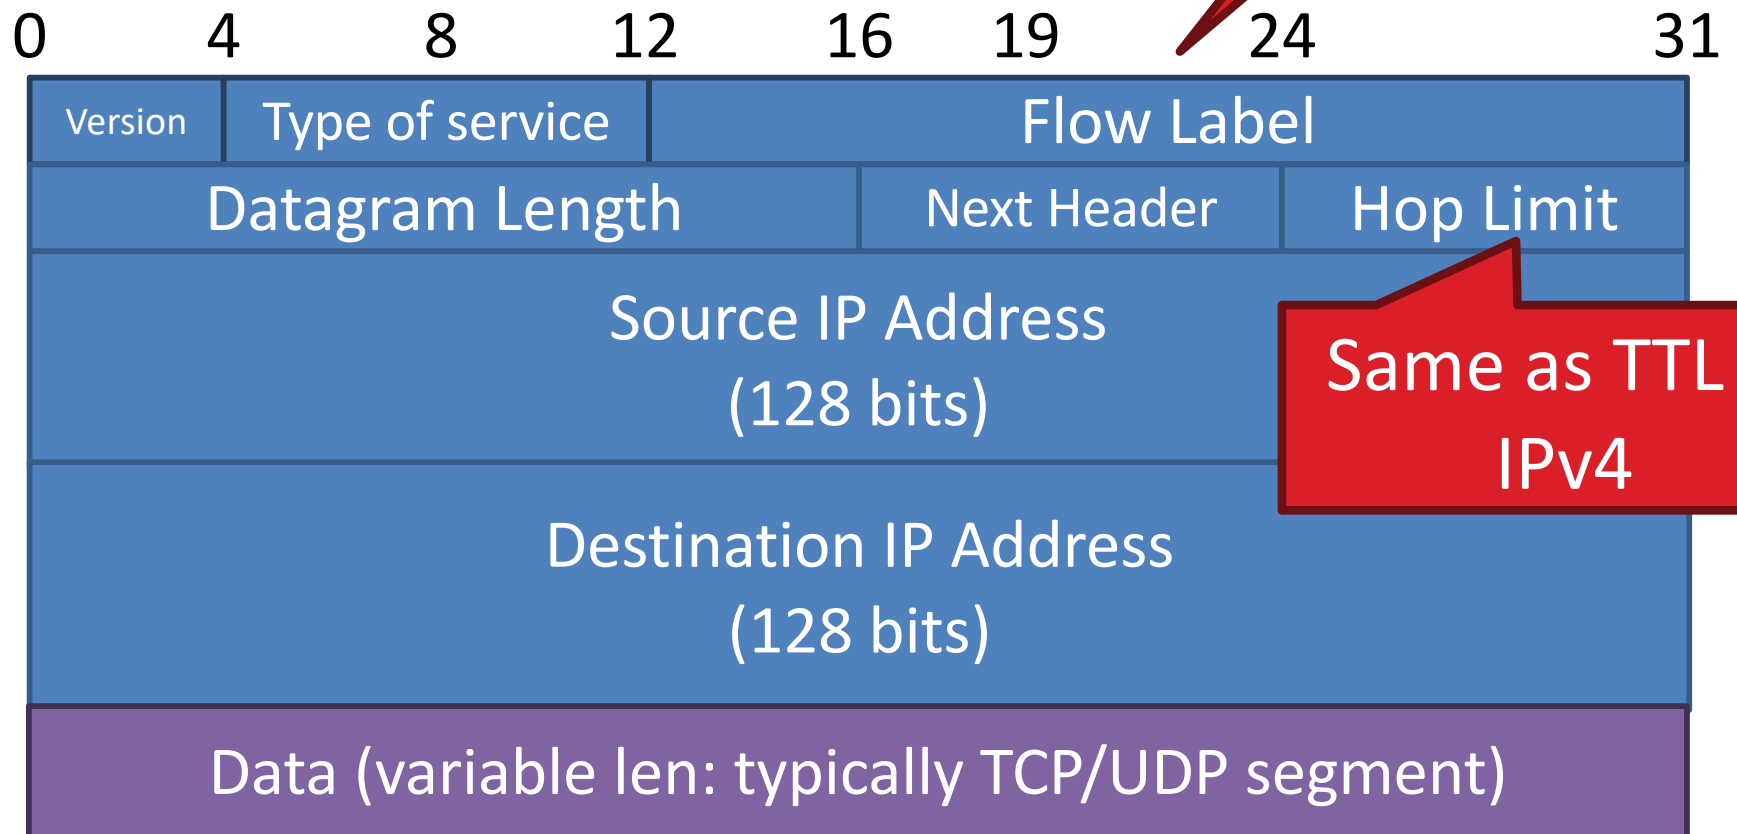 0 4 8 12 16 19 24 31
Version Type of service Flow Label
Datagram Length Next Header Hop Limit
Source IP Address
(128 bits)
Same as TTL
IPv4
Destination IP Address
(128 bits)
Data (variable len: typically TCP/UDP segment)